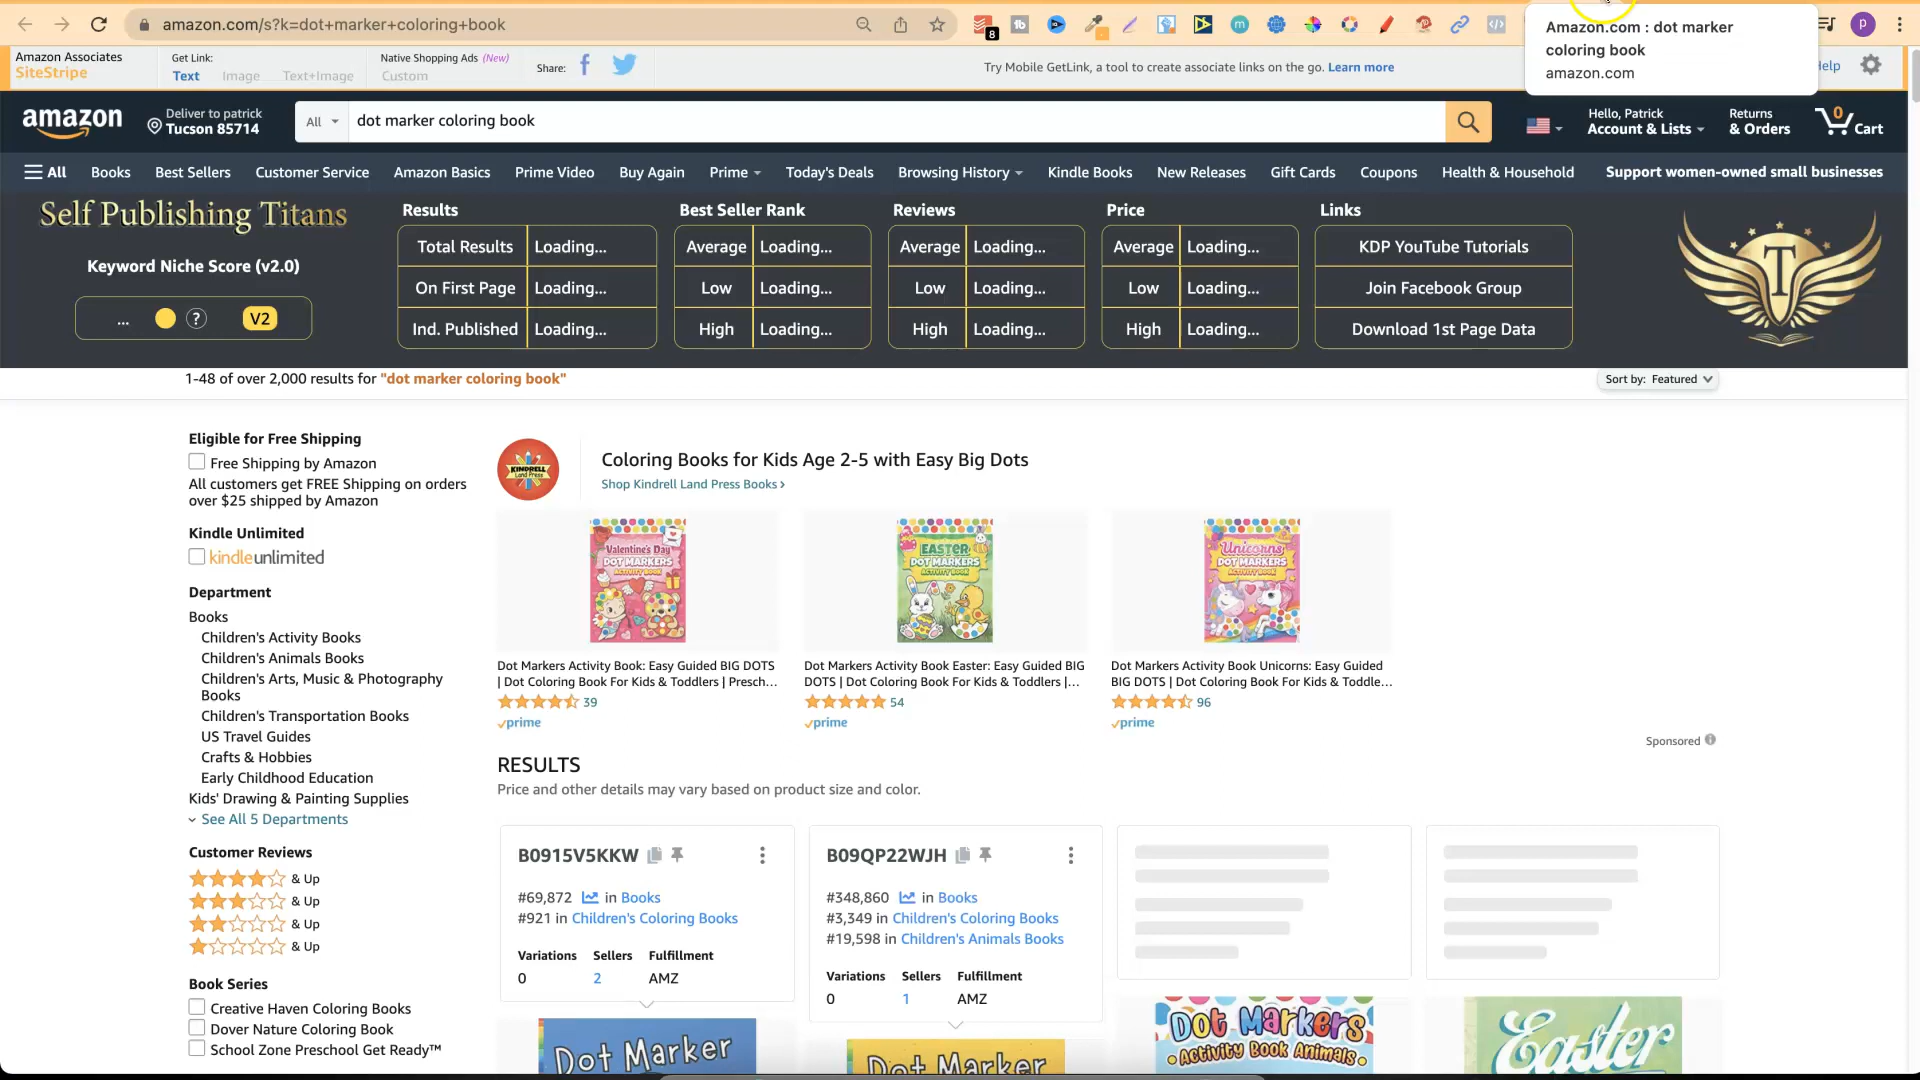 amazon.com/s?k=dot+marker+coloring+book
8
Amazon.com : dot marker
coloring book
amazon.com
Amazon Associates
SiteStripe
Get Link:
Text Image Text+Image
Native Shopping Ads (New)
Custom
Share:
Try Mobile GetLink, a tool to create associate links on the go. Learn more
Help
amazon
Deliver to patrick
Tucson 85714
All
dot marker coloring book
Hello, Patrick
Account & Lists
Returns
& Orders
0
Cart
All Books Best Sellers Customer Service Amazon Basics Prime Video Buy Again Prime Today's Deals Browsing History Kindle Books New Releases Gift Cards Coupons Health & Household Support women-owned small businesses
Self Publishing Titans
Keyword Niche Score (v2.0)
... ? V2
Results
Total Results Loading...
On First Page Loading...
Ind. Published Loading...
Best Seller Rank
Average Loading...
Low Loading...
High Loading...
Reviews
Average Loading...
Low Loading...
High Loading...
Price
Average Loading...
Low Loading...
High Loading...
Links
KDP YouTube Tutorials
Join Facebook Group
Download 1st Page Data
T
1-48 of over 2,000 results for "dot marker coloring book"
Sort by: Featured
Eligible for Free Shipping
Free Shipping by Amazon
All customers get FREE Shipping on orders
over $25 shipped by Amazon
Kindle Unlimited
kindleunlimited
Department
Books
Children's Activity Books
Children's Animals Books
Children's Arts, Music & Photography
Books
Children's Transportation Books
US Travel Guides
Crafts & Hobbies
Early Childhood Education
Kids' Drawing & Painting Supplies
See All 5 Departments
Customer Reviews
& Up
& Up
& Up
& Up
Book Series
Creative Haven Coloring Books
Dover Nature Coloring Book
School Zone Preschool Get Ready™
KINDRELL
Land Press
Coloring Books for Kids Age 2-5 with Easy Big Dots
Shop Kindrell Land Press Books ›
Valentine's Day
DOT MARKERS
ACTIVITY BOOK
EASTER
DOT MARKERS
ACTIVITY BOOK
Unicorns
DOT MARKERS
ACTIVITY BOOK
Dot Markers Activity Book: Easy Guided BIG DOTS
| Dot Coloring Book For Kids & Toddlers | Presch...
39
prime
Dot Markers Activity Book Easter: Easy Guided BIG
DOTS | Dot Coloring Book For Kids & Toddlers |...
54
prime
Dot Markers Activity Book Unicorns: Easy Guided
BIG DOTS | Dot Coloring Book For Kids & Toddle...
96
prime
Sponsored
RESULTS
Price and other details may vary based on product size and color.
B0915V5KKW
#69,872 in Books
#921 in Children's Coloring Books
Variations Sellers Fulfillment
0 2 AMZ
B09QP22WJH
#348,860 in Books
#3,349 in Children's Coloring Books
#19,598 in Children's Animals Books
Variations Sellers Fulfillment
0 1 AMZ
Dot Marker
Dot Marker
Dot Markers
Activity Book Animals
Easter